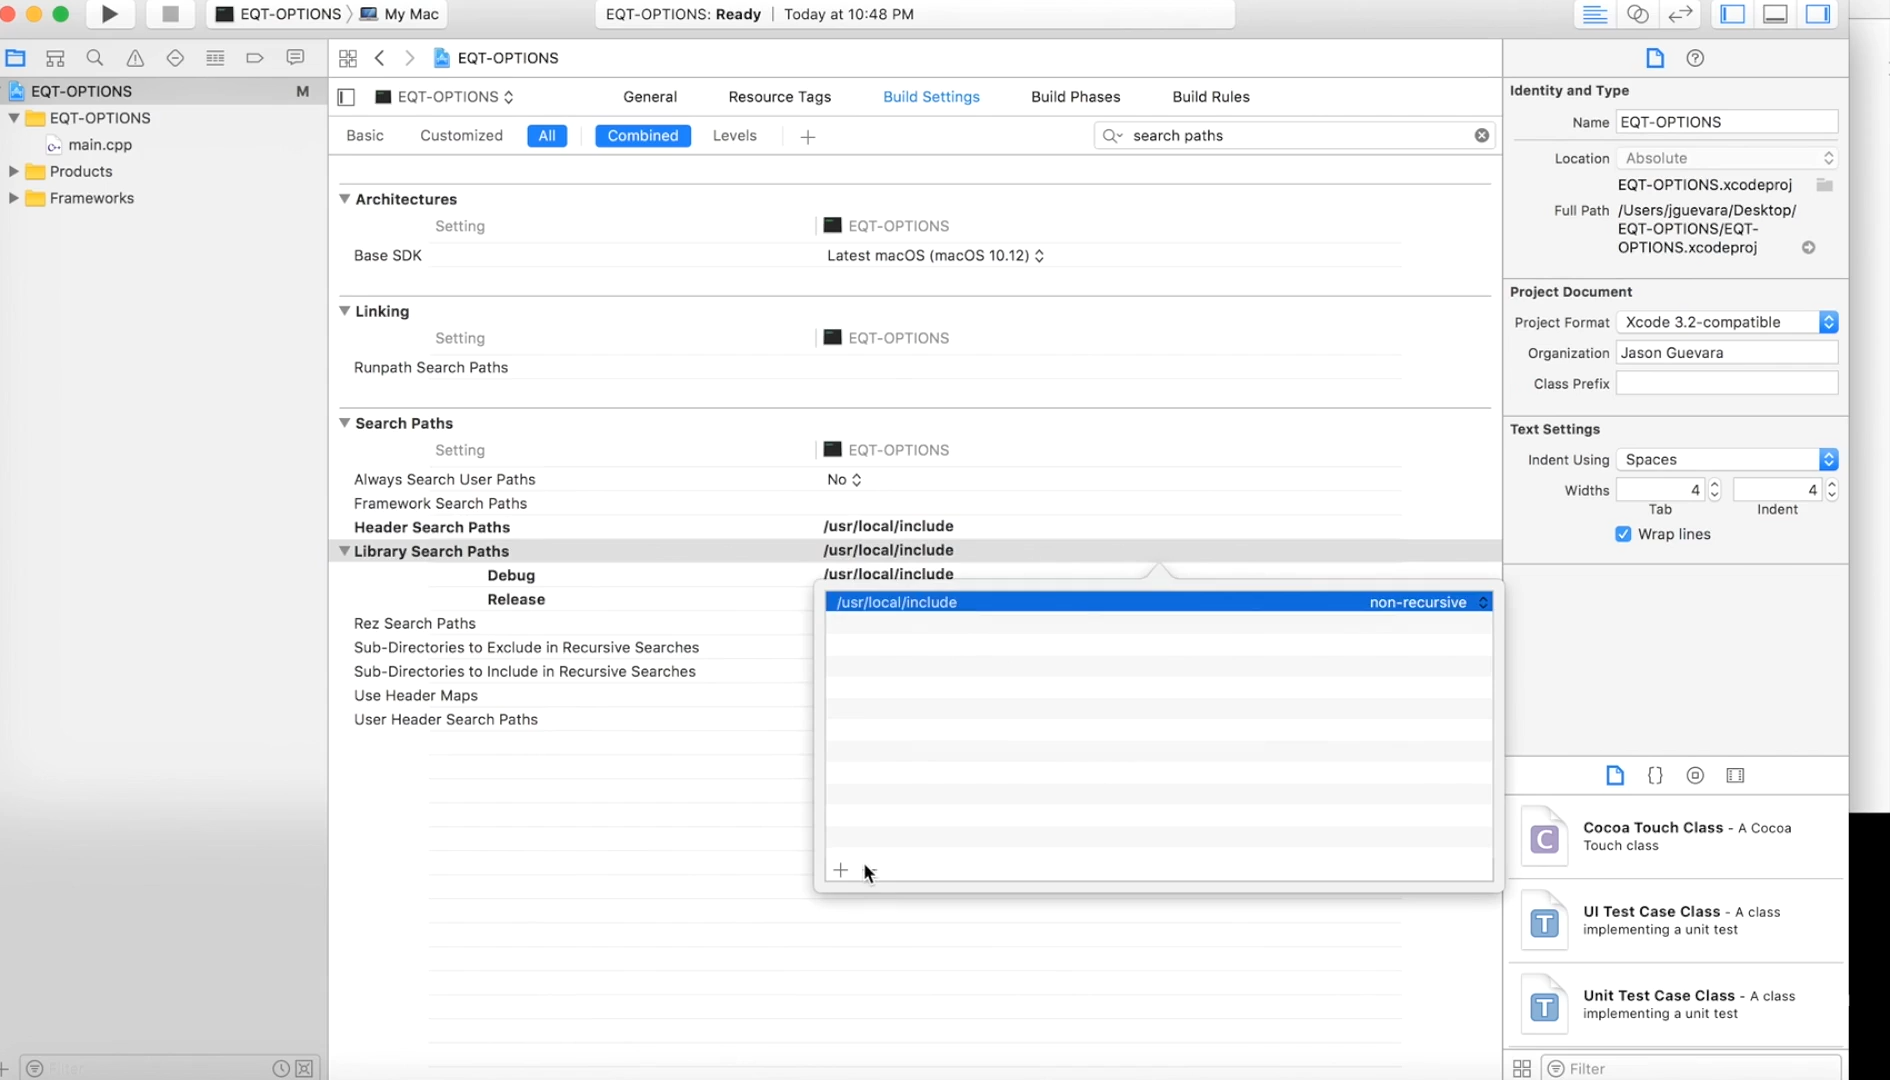 EQT-OPTIONS My Mac
EQT-OPTIONS: Ready | Today at 10:48 PM
EQT-OPTIONS M
EQT-OPTIONS
main.cpp
Products
Frameworks
EQT-OPTIONS
EQT-OPTIONS General Resource Tags Build Settings Build Phases Build Rules
Basic Customized All Combined Levels search paths
Architectures
Setting EQT-OPTIONS
Base SDK Latest macOS (macOS 10.12)
Linking
Setting EQT-OPTIONS
Runpath Search Paths
Search Paths
Setting EQT-OPTIONS
Always Search User Paths No
Framework Search Paths
Header Search Paths /usr/local/include
Library Search Paths /usr/local/include
Debug /usr/local/include
Release
Rez Search Paths
Sub-Directories to Exclude in Recursive Searches
Sub-Directories to Include in Recursive Searches
Use Header Maps
User Header Search Paths
/usr/local/include non-recursive
Identity and Type
Name EQT-OPTIONS
Location Absolute
EQT-OPTIONS.xcodeproj
Full Path /Users/jguevara/Desktop/
EQT-OPTIONS/EQT-
OPTIONS.xcodeproj
Project Document
Project Format Xcode 3.2-compatible
Organization Jason Guevara
Class Prefix
Text Settings
Indent Using Spaces
Widths 4 4
Tab Indent
Wrap lines
{}
C
Cocoa Touch Class - A Cocoa
Touch class
T
UI Test Case Class - A class
implementing a unit test
T
Unit Test Case Class - A class
implementing a unit test
Filter
Filter